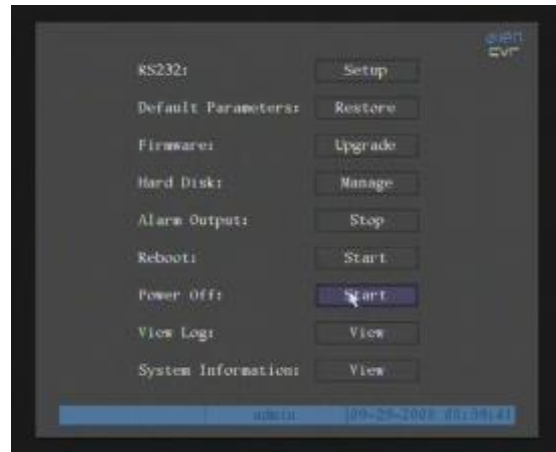 RS232: Setup
Default Parameters: Restore
Firmware: Upgrade
Hard Disk: Manage
Alarm Output: Stop
Reboot: Start
Power Off: Start
View Log: View
System Information: View
admin